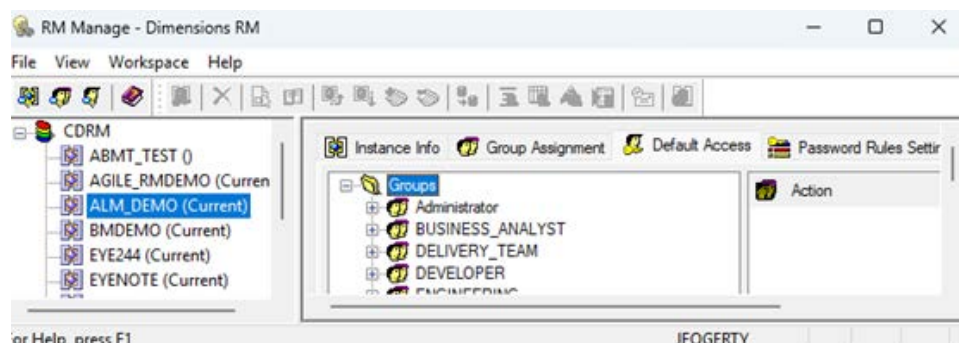 RM Manage - Dimensions RM
File View Workspace Help
CDRM
ABMT_TEST ()
AGILE_RMDEMO (Curren
ALM_DEMO (Current)
BMDEMO (Current)
EYE244 (Current)
EYENOTE (Current)
Instance Info Group Assignment Default Access Password Rules Settir
Groups
Administrator
BUSINESS_ANALYST
DELIVERY_TEAM
DEVELOPER
ENGINEERING
Action
or Help, press F1
JFOGERTY